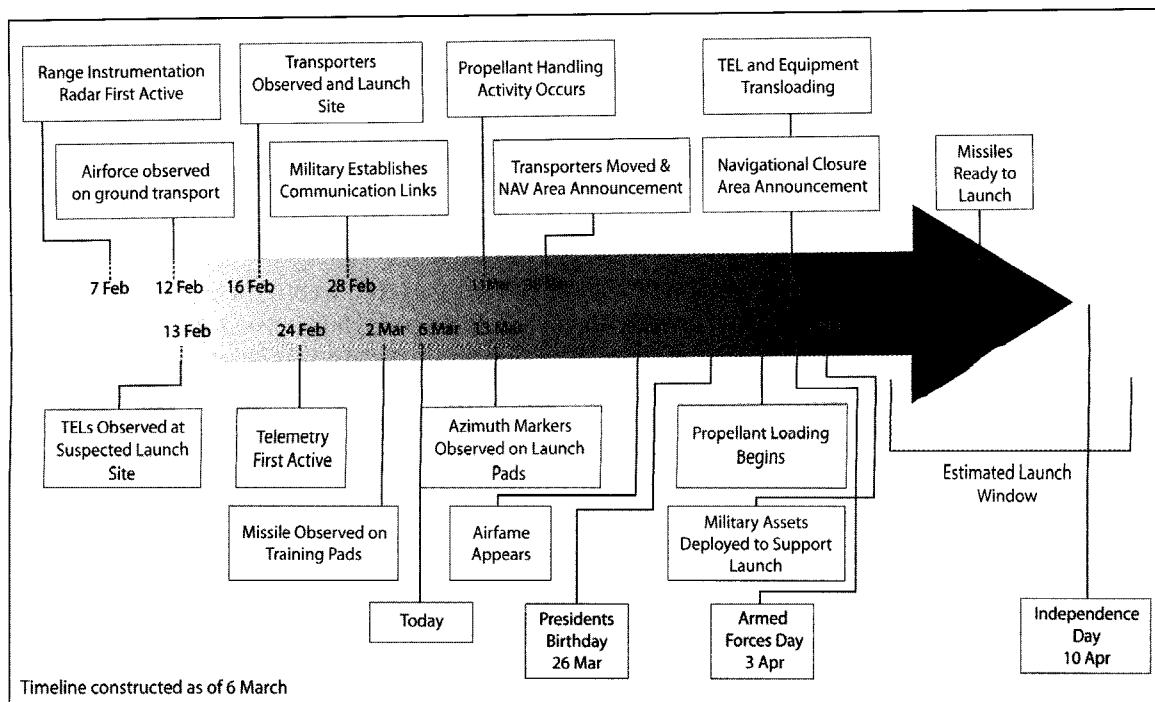 Range Instrumentation
Radar First Active
Transporters
Observed and Launch
Site
Propellant Handling
Activity Occurs
TEL and Equipment
Transloading
Airforce observed
on ground transport
Military Establishes
Communication Links
Transporters Moved &
NAV Area Announcement
Navigational Closure
Area Announcement
Missiles
Ready to
Launch
7 Feb
12 Feb
16 Feb
28 Feb
11 Mar
13 Feb
24 Feb
2 Mar
6 Mar
13 Mar
TELs Observed at
Suspected Launch
Site
Telemetry
First Active
Azimuth Markers
Observed on Launch
Pads
Propellant Loading
Begins
Estimated Launch
Window
Missile Observed on
Training Pads
Airfame
Appears
Military Assets
Deployed to Support
Launch
Today
Presidents
Birthday
26 Mar
Armed
Forces Day
3 Apr
Independence
Day
10 Apr
Timeline constructed as of 6 March